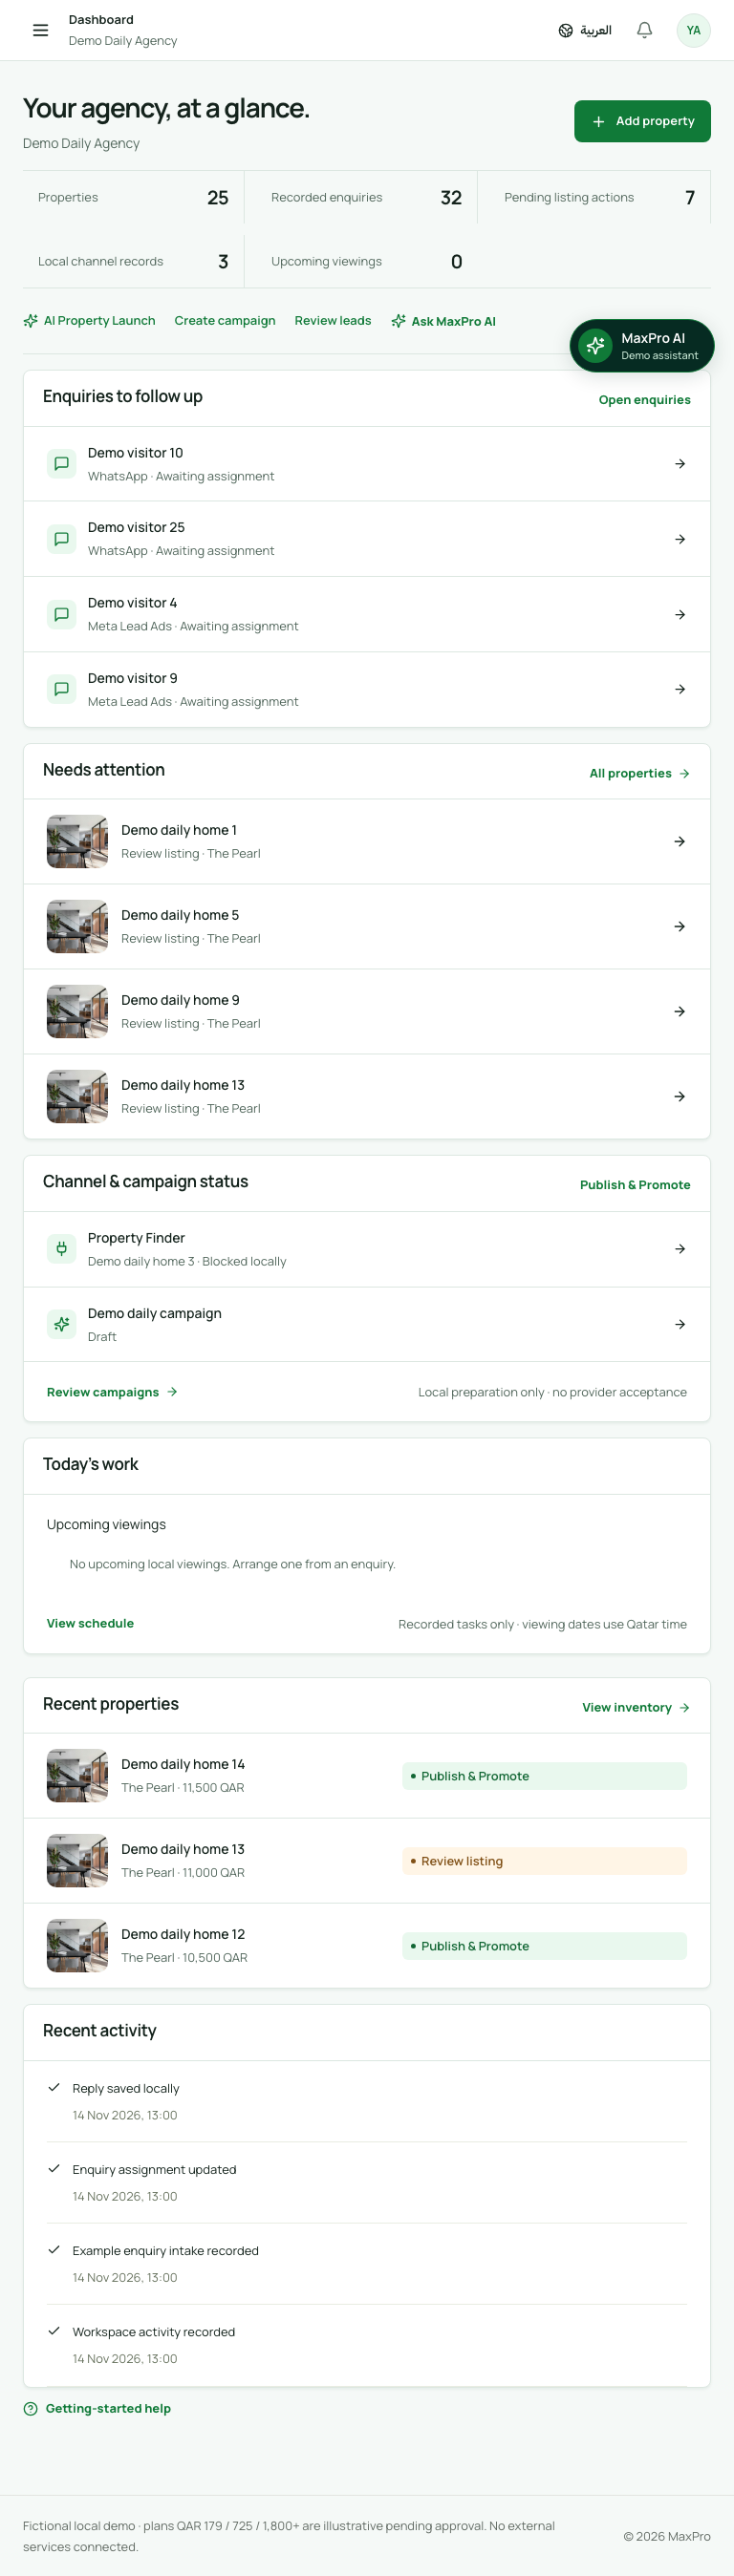 Dashboard
Demo Daily Agency
العربية
YA
Your agency, at a glance.
Demo Daily Agency
Add property
Properties 25
Recorded enquiries 32
Pending listing actions 7
Local channel records 3
Upcoming viewings 0
AI Property Launch
Create campaign
Review leads
Ask MaxPro AI
MaxPro AI
Demo assistant
Enquiries to follow up
Open enquiries
Demo visitor 10
WhatsApp · Awaiting assignment
Demo visitor 25
WhatsApp · Awaiting assignment
Demo visitor 4
Meta Lead Ads · Awaiting assignment
Demo visitor 9
Meta Lead Ads · Awaiting assignment
Needs attention
All properties
Demo daily home 1
Review listing · The Pearl
Demo daily home 5
Review listing · The Pearl
Demo daily home 9
Review listing · The Pearl
Demo daily home 13
Review listing · The Pearl
Channel & campaign status
Publish & Promote
Property Finder
Demo daily home 3 · Blocked locally
Demo daily campaign
Draft
Review campaigns
Local preparation only · no provider acceptance
Today's work
Upcoming viewings
No upcoming local viewings. Arrange one from an enquiry.
View schedule
Recorded tasks only · viewing dates use Qatar time
Recent properties
View inventory
Demo daily home 14
The Pearl · 11,500 QAR
Publish & Promote
Demo daily home 13
The Pearl · 11,000 QAR
Review listing
Demo daily home 12
The Pearl · 10,500 QAR
Publish & Promote
Recent activity
Reply saved locally
14 Nov 2026, 13:00
Enquiry assignment updated
14 Nov 2026, 13:00
Example enquiry intake recorded
14 Nov 2026, 13:00
Workspace activity recorded
14 Nov 2026, 13:00
Getting-started help
Fictional local demo · plans QAR 179 / 725 / 1,800+ are illustrative pending approval. No external
services connected.
© 2026 MaxPro